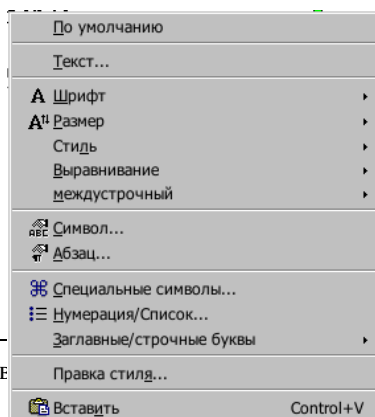 По умолчанию
Текст...
Шрифт
Размер
Стиль
Выравнивание
междустрочный
Символ...
Абзац...
Специальные символы...
Нумерация/Список...
Заглавные/строчные буквы
Правка стиля...
Вставить Control+V